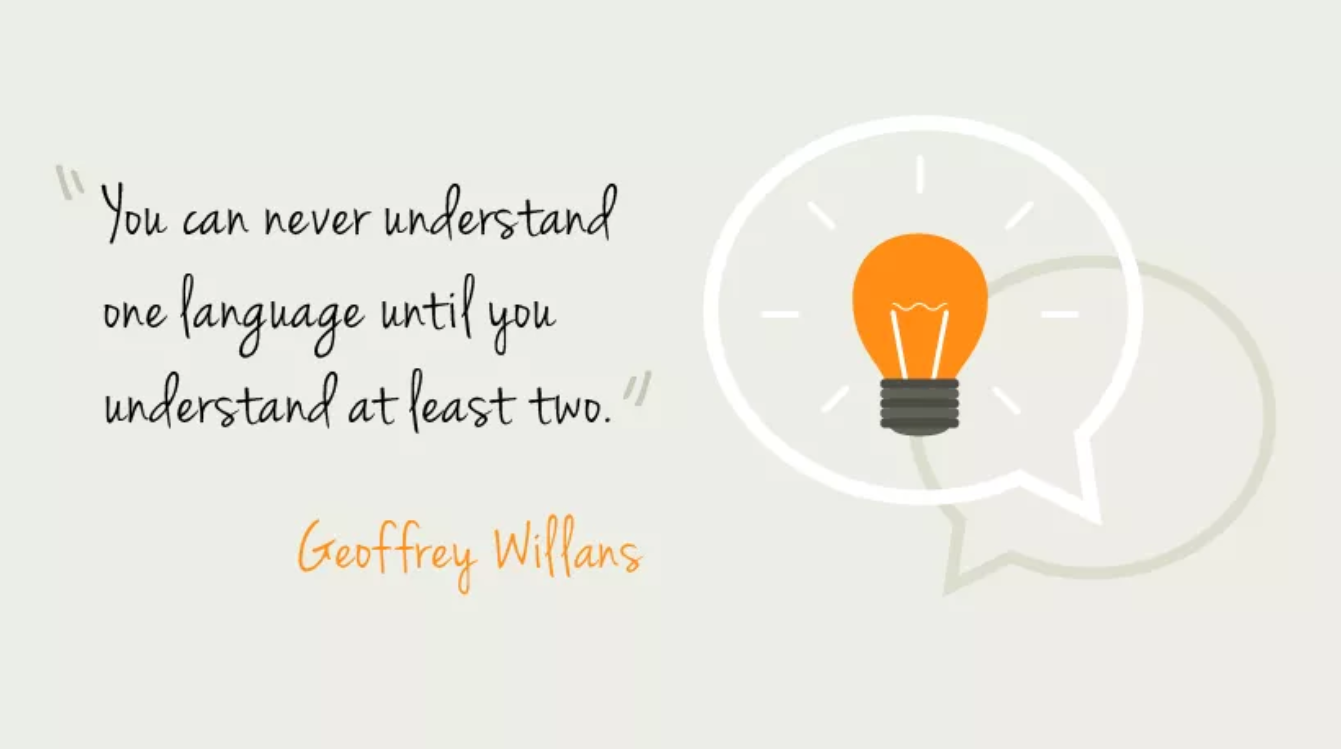 "You can never understand
one language until you
understand at least two."
Geoffrey Willans